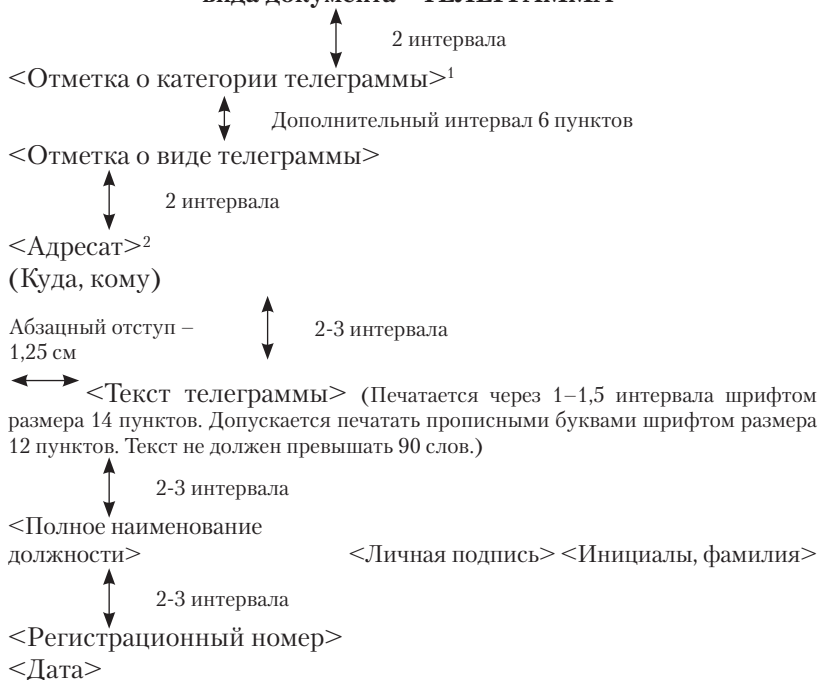 вида документа – ТЕЛЕГРАММА
2 интервала
<Отметка о категории телеграммы>¹
Дополнительный интервал 6 пунктов
<Отметка о виде телеграммы>
2 интервала
<Адресат>²
(Куда, кому)
Абзацный отступ –
1,25 см
2-3 интервала
<Текст телеграммы> (Печатается через 1–1,5 интервала шрифтом
размера 14 пунктов. Допускается печатать прописными буквами шрифтом размера
12 пунктов. Текст не должен превышать 90 слов.)
2-3 интервала
<Полное наименование
должности> <Личная подпись> <Инициалы, фамилия>
2-3 интервала
<Регистрационный номер>
<Дата>